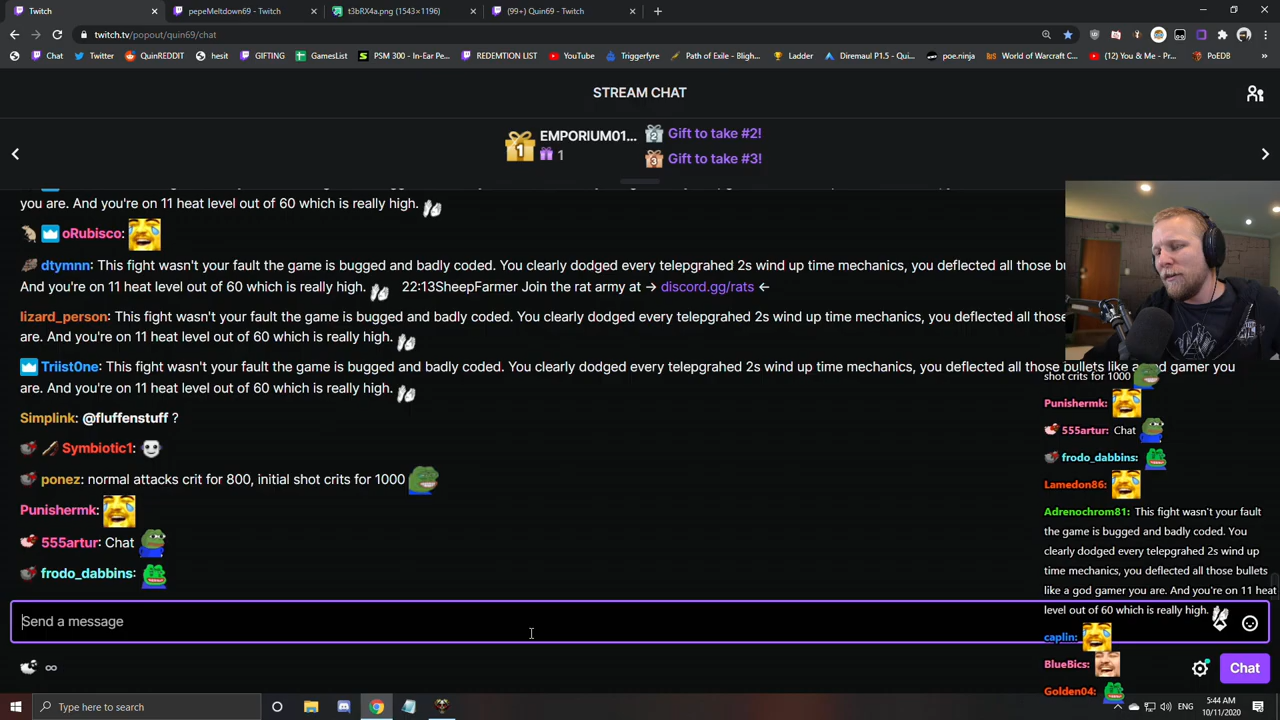 Twitch
pepeMeltdown69 - Twitch
t3bRX4a.png (1543×1196)
(99+) Quin69 - Twitch
twitch.tv/popout/quin69/chat
Chat
Twitter
QuinREDDIT
hesit
GIFTING
GamesList
PSM 300 - In-Ear Pe...
REDEMTION LIST
YouTube
Triggerfyre
Path of Exile - Bligh...
Ladder
Diremaul P1.5 - Qui...
poe.ninja
World of Warcraft C...
(12) You & Me - Pr...
PoEDB
STREAM CHAT
EMPORIUM01...
1
Gift to take #2!
Gift to take #3!
you are. And you're on 11 heat level out of 60 which is really high.
oRubisco:
dtymnn: This fight wasn't your fault the game is bugged and badly coded. You clearly dodged every telepgrahed 2s wind up time mechanics, you deflected all those bu
And you're on 11 heat level out of 60 which is really high. 22:13SheepFarmer Join the rat army at → discord.gg/rats ←
lizard_person: This fight wasn't your fault the game is bugged and badly coded. You clearly dodged every telepgrahed 2s wind up time mechanics, you deflected all those
are. And you're on 11 heat level out of 60 which is really high.
Triist0ne: This fight wasn't your fault the game is bugged and badly coded. You clearly dodged every telepgrahed 2s wind up time mechanics, you deflected all those bullets like a god gamer you
are. And you're on 11 heat level out of 60 which is really high.
Simplink: @fluffenstuff ?
Symbiotic1:
ponez: normal attacks crit for 800, initial shot crits for 1000
Punishermk:
555artur: Chat
frodo_dabbins:
Send a message
∞
Chat
shot crits for 1000
Punishermk:
555artur: Chat
frodo_dabbins:
Lamedon86:
Adrenochrom81: This fight wasn't your fault
the game is bugged and badly coded. You
clearly dodged every telepgrahed 2s wind up
time mechanics, you deflected all those bullets
like a god gamer you are. And you're on 11 heat
level out of 60 which is really high.
caplin:
BlueBics:
Golden04:
Type here to search
ENG
5:44 AM
10/11/2020